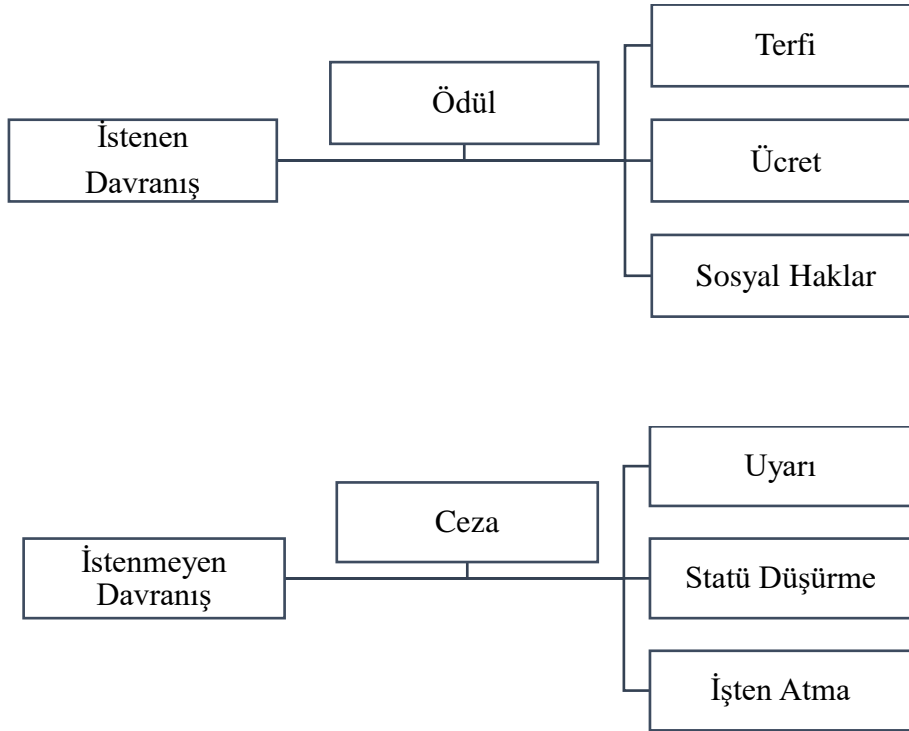 Terfi
Ödül
İstenen
Davranış
Ücret
Sosyal Haklar
Uyarı
Ceza
İstenmeyen
Davranış
Statü Düşürme
İşten Atma